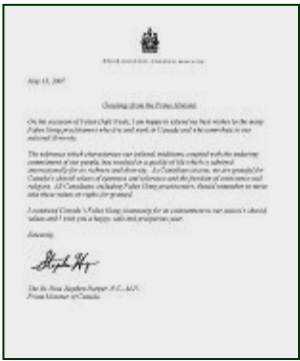 May 13, 2007
Greetings from the Prime Minister
On the occasion of Falun Dafa Week, I am happy to extend my best wishes to the many
Falun Gong practitioners who live and work in Canada and who contribute to our
national diversity.
The tolerance which characterizes our national traditions, coupled with the enduring
commitment of our people, has resulted in a quality of life which is admired
internationally for its richness and diversity. As Canadian citizens, we are grateful for
Canada's shared values of openness and tolerance and the freedom of conscience and
religion. All Canadians, including Falun Gong practitioners, should remember to never
take these values or rights for granted.
I commend Canada's Falun Gong community for its commitment to our nation's shared
values and I wish you a happy, safe and prosperous year.
Sincerely,
The Rt. Hon. Stephen Harper, P.C., M.P.
Prime Minister of Canada